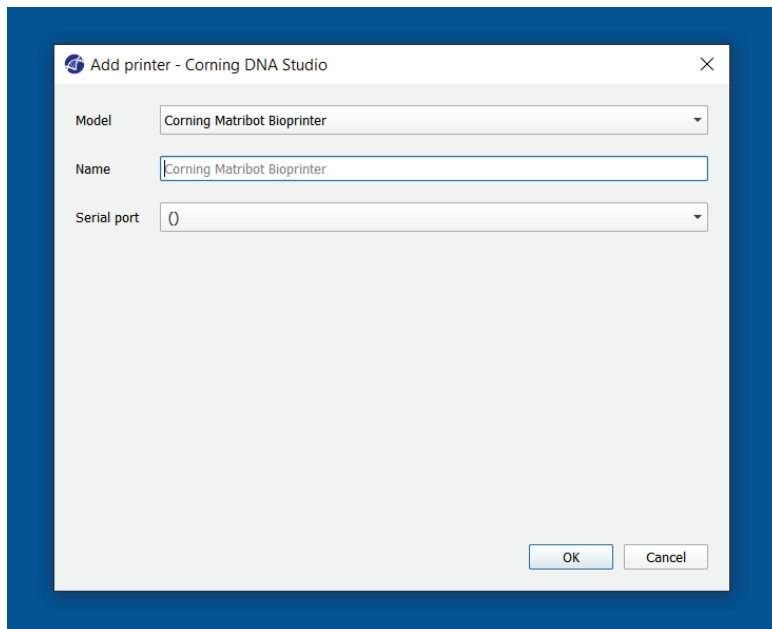 Add printer - Corning DNA Studio
Model Corning Matribot Bioprinter
Name Corning Matribot Bioprinter
Serial port ()
OK Cancel